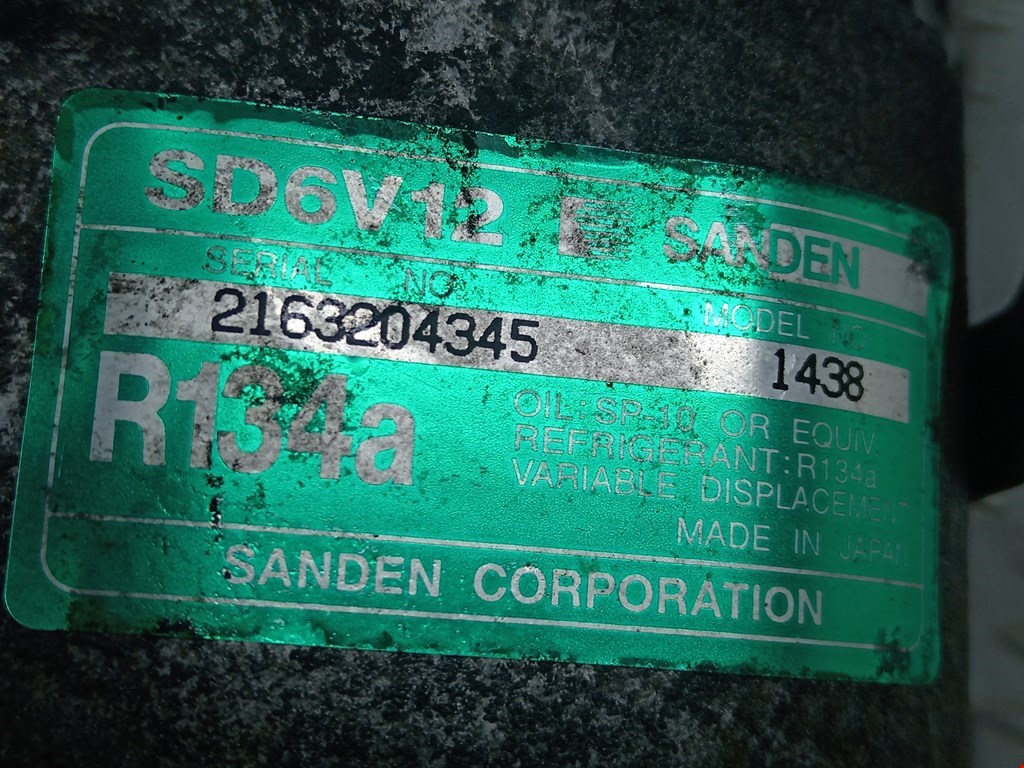 SD6V12 SANDEN
SERIAL NO MODEL NO
2163204345 1438
R134a
OIL: SP-10 OR EQUIV.
REFRIGERANT: R134a
VARIABLE DISPLACEMENT
MADE IN JAPAN
SANDEN CORPORATION